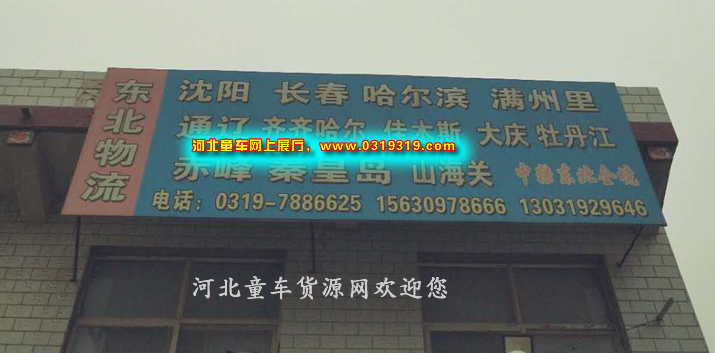 东北物流
沈阳 长春 哈尔滨 满州里
通辽 齐齐哈尔 佳木斯 大庆 牡丹江
河北童车网上展厅，www.0319319.com
赤峰 秦皇岛 山海关 中转东北全境
电话：0319-7886625 15630978666 13031929646
河北童车货源网欢迎您